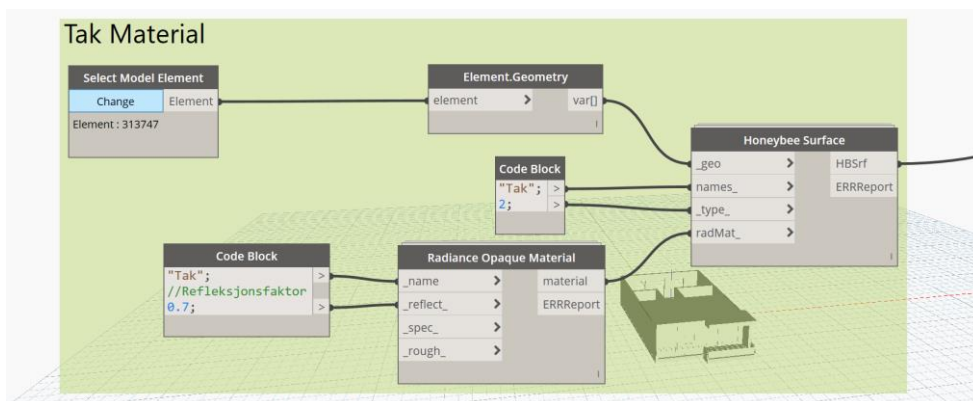 Tak Material
Select Model Element
Change Element
Element : 313747
Element.Geometry
element > var[]
Code Block
"Tak"; >
2; >
Honeybee Surface
_geo > HBSrf
names_ > ERRReport
_type_ >
radMat_ >
Code Block
"Tak"; >
//Refleksjonsfaktor
0.7; >
Radiance Opaque Material
_name > material
_reflect_ > ERRReport
_spec_ >
_rough_ >